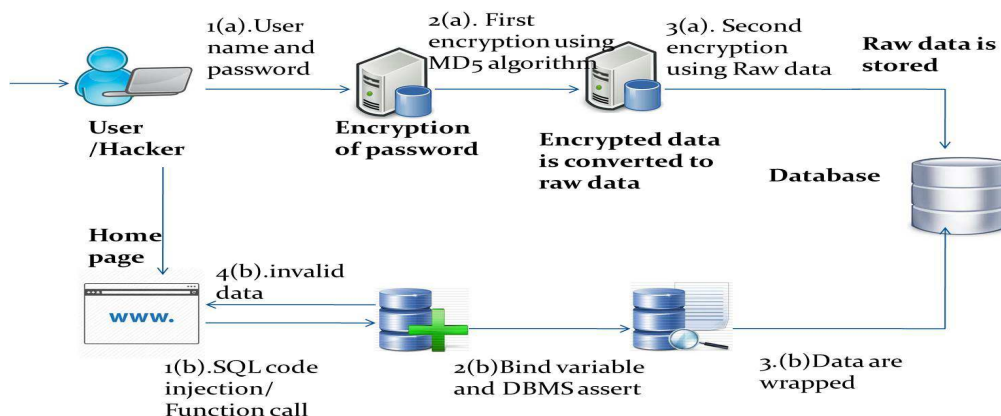 1(a).User
name and
password
2(a). First
encryption using
MD5 algorithm
3(a). Second
encryption
using Raw data
Raw data is
stored
User
/Hacker
Encryption
of password
Encrypted data
is converted to
raw data
Database
Home
page
4(b).invalid
data
www.
1(b).SQL code
injection/
Function call
2(b)Bind variable
and DBMS assert
3.(b)Data are
wrapped